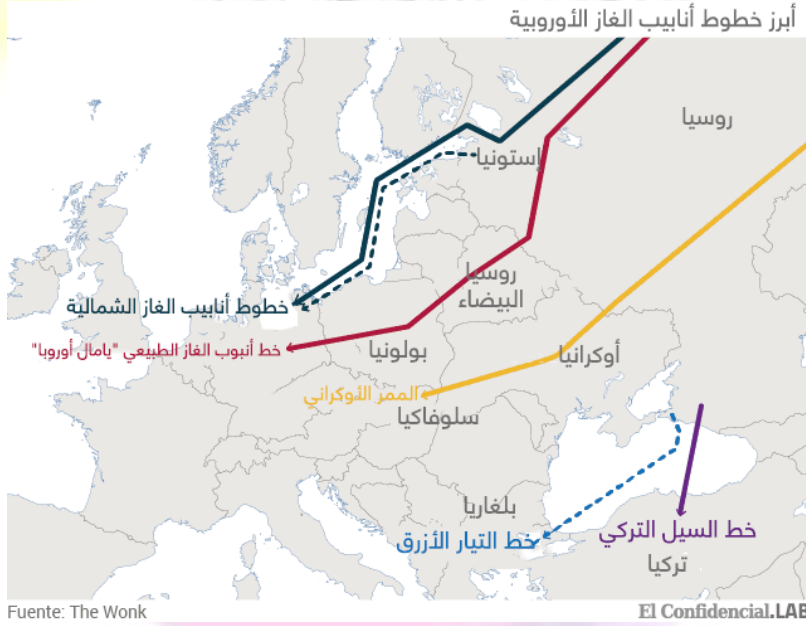 أبرز خطوط أنابيب الغاز الأوروبية
روسيا
إستونيا
روسيا
البيضاء
خطوط أنابيب الغاز الشمالية
خط أنبوب الغاز الطبيعي "يامال أوروبا"
بولونيا
أوكرانيا
الممر الأوكراني
سلوفاكيا
بلغاريا
خط التيار الأزرق
خط السيل التركي
تركيا
Fuente: The Wonk
El Confidencial.LAB